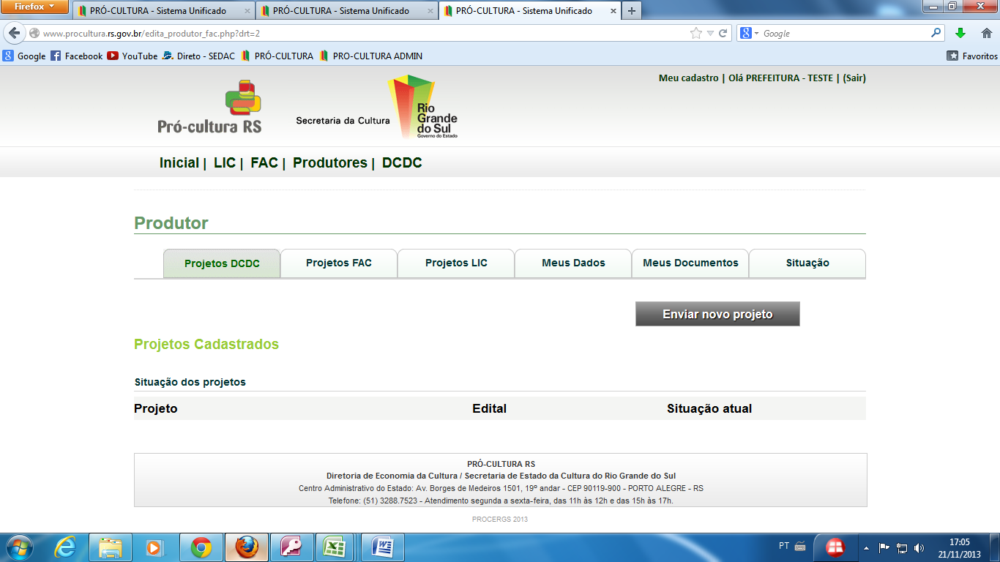 Firefox
PRÓ-CULTURA - Sistema Unificado
PRÓ-CULTURA - Sistema Unificado
PRÓ-CULTURA - Sistema Unificado
www.procultura.rs.gov.br/edita_produtor_fac.php?drt=2
Google
Google Facebook YouTube Direto - SEDAC PRÓ-CULTURA PRO-CULTURA ADMIN
Favoritos
Meu cadastro | Olá PREFEITURA - TESTE | (Sair)
Pró-cultura RS
Secretaria da Cultura
Rio
Grande
do Sul
Governo do Estado
Inicial | LIC | FAC | Produtores | DCDC
Produtor
Projetos DCDC
Projetos FAC
Projetos LIC
Meus Dados
Meus Documentos
Situação
Enviar novo projeto
Projetos Cadastrados
Situação dos projetos
Projeto Edital Situação atual
PRÓ-CULTURA RS
Diretoria de Economia da Cultura / Secretaria de Estado da Cultura do Rio Grande do Sul
Centro Administrativo do Estado: Av. Borges de Medeiros 1501, 19º andar - CEP 90119-900 - PORTO ALEGRE - RS
Telefone: (51) 3288.7523 - Atendimento segunda a sexta-feira, das 11h às 12h e das 15h às 17h.
PROCERGS 2013
PT
17:05
21/11/2013